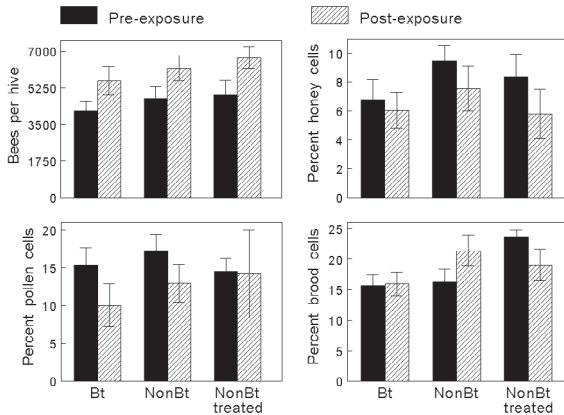 Pre-exposure
Post-exposure
Bees per hive
7000
5250
3500
1750
0
Percent honey cells
10
8
6
4
2
0
Percent pollen cells
20
15
10
5
0
Bt
NonBt
NonBt
treated
Percent brood cells
25
20
15
10
5
0
Bt
NonBt
NonBt
treated